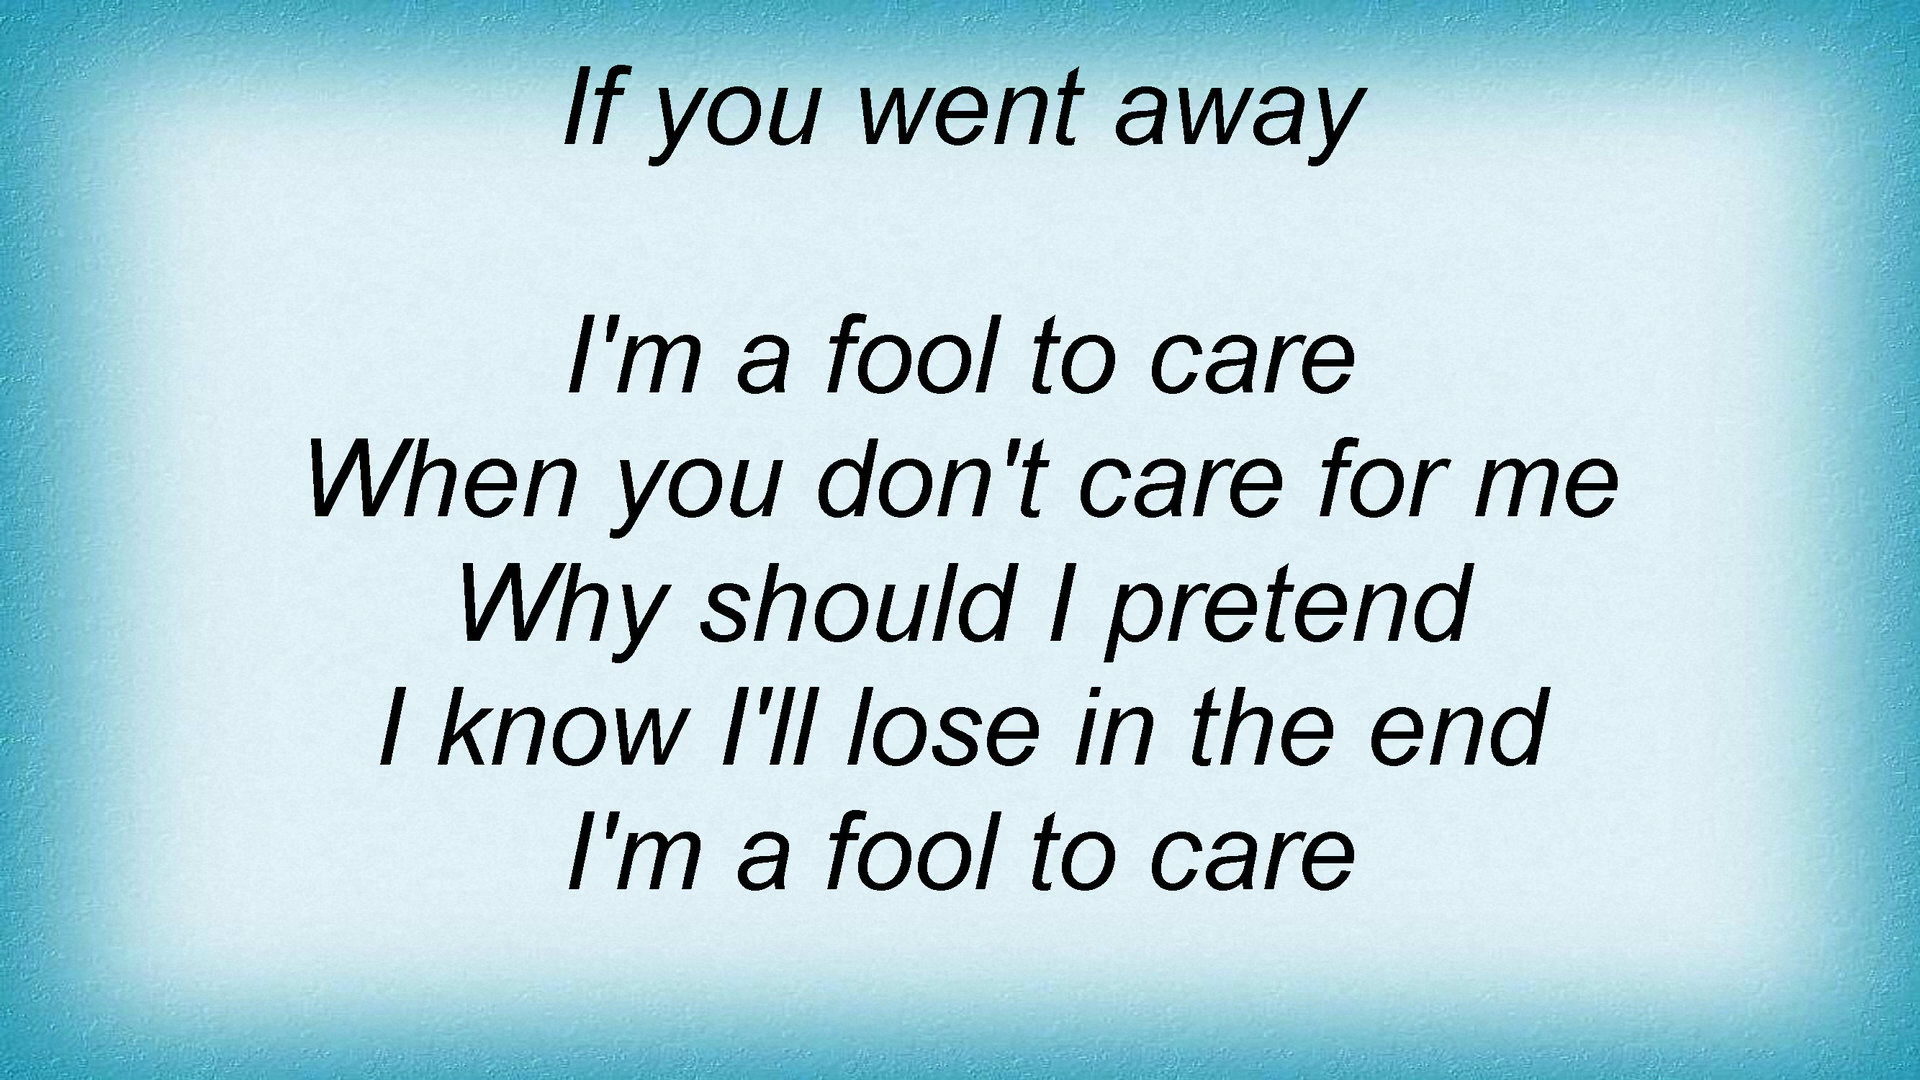 If you went away
I'm a fool to care
When you don't care for me
Why should I pretend
I know I'll lose in the end
I'm a fool to care